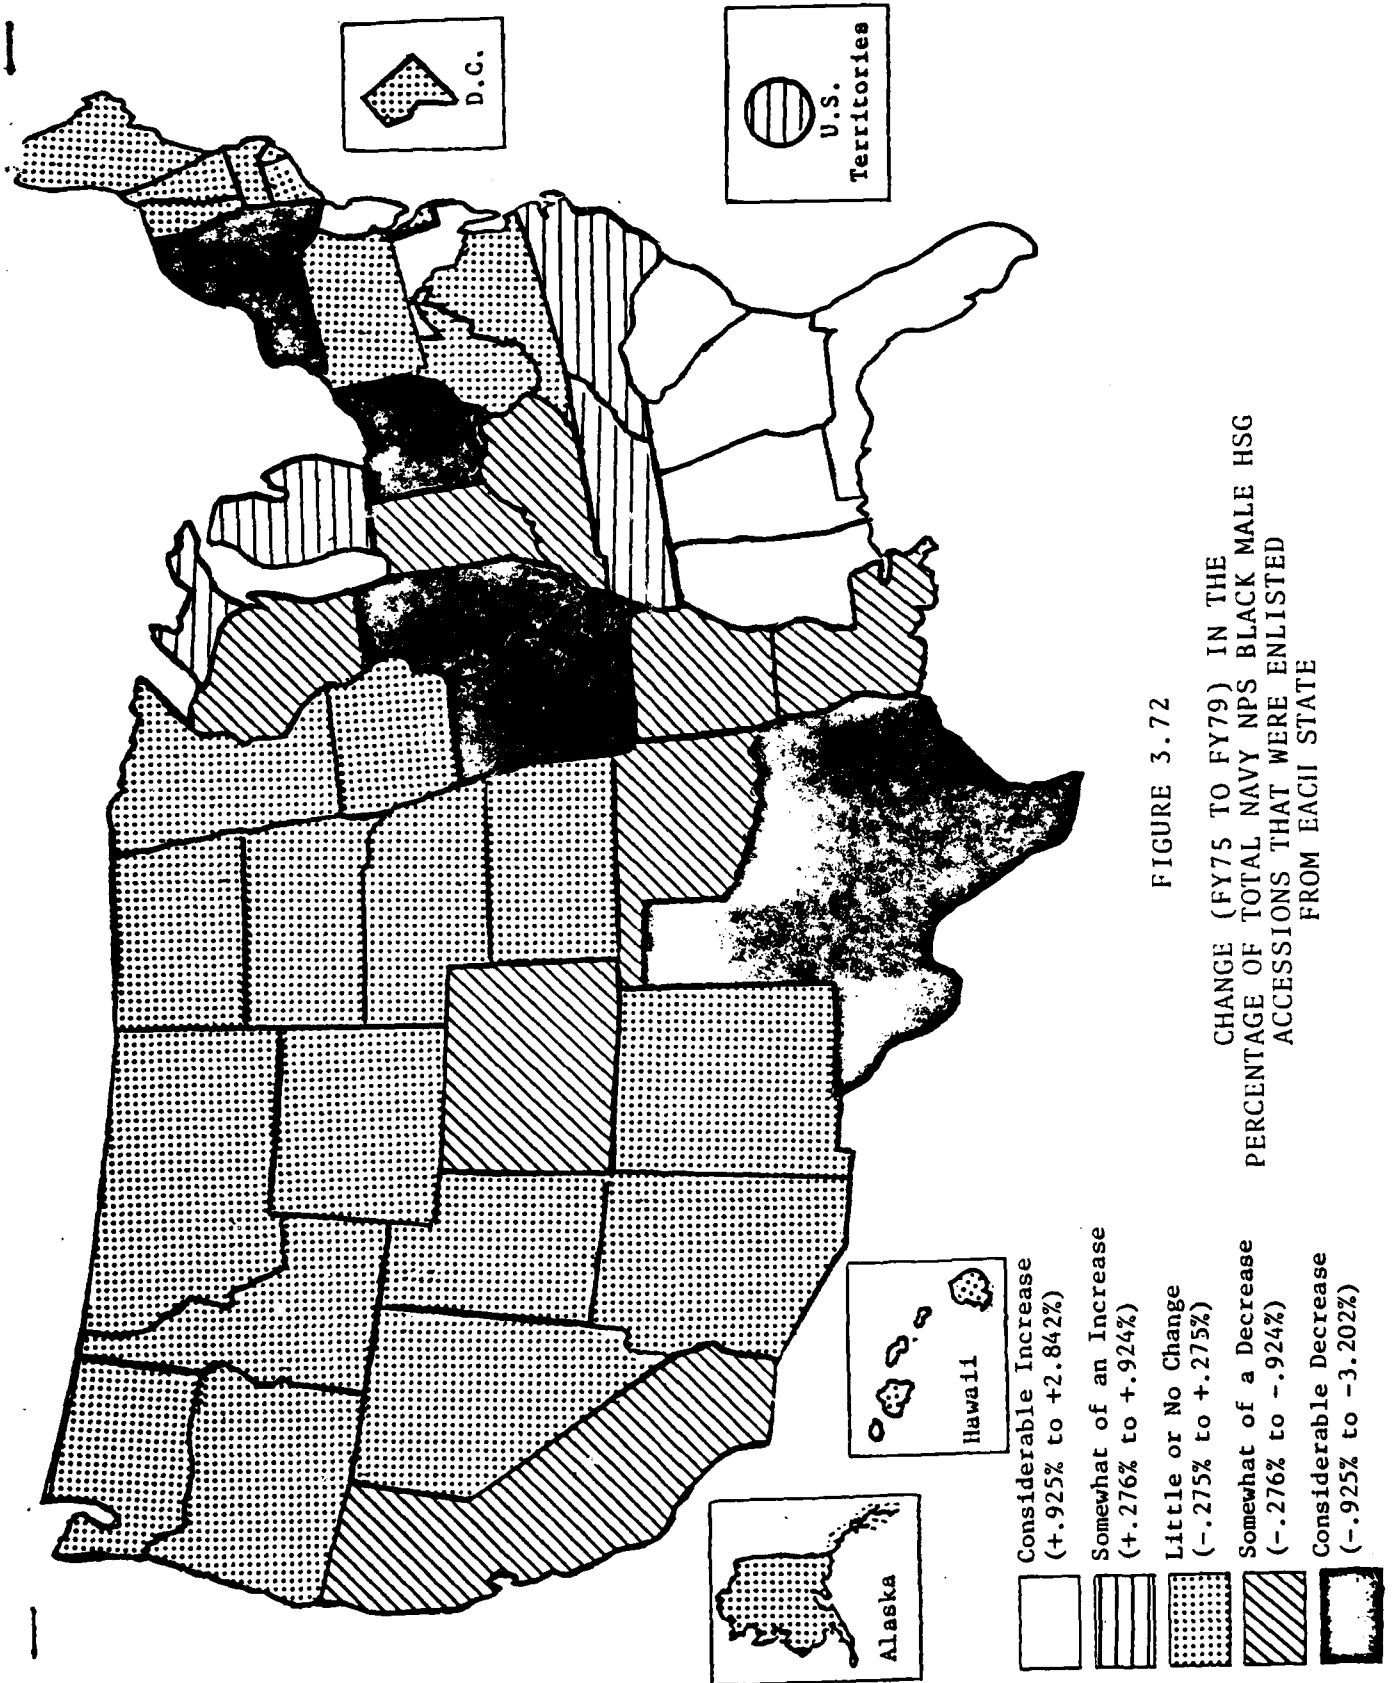 D.C.
U.S.
Territories
Alaska
Hawaii
Considerable Increase
(+.925% to +2.842%)
Somewhat of an Increase
(+.276% to +.924%)
Little or No Change
(-.275% to +.275%)
Somewhat of a Decrease
(-.276% to -.924%)
Considerable Decrease
(-.925% to -3.202%)
FIGURE 3.72
CHANGE (FY75 TO FY79) IN THE
PERCENTAGE OF TOTAL NAVY NPS BLACK MALE HSG
ACCESSIONS THAT WERE ENLISTED
FROM EACH STATE